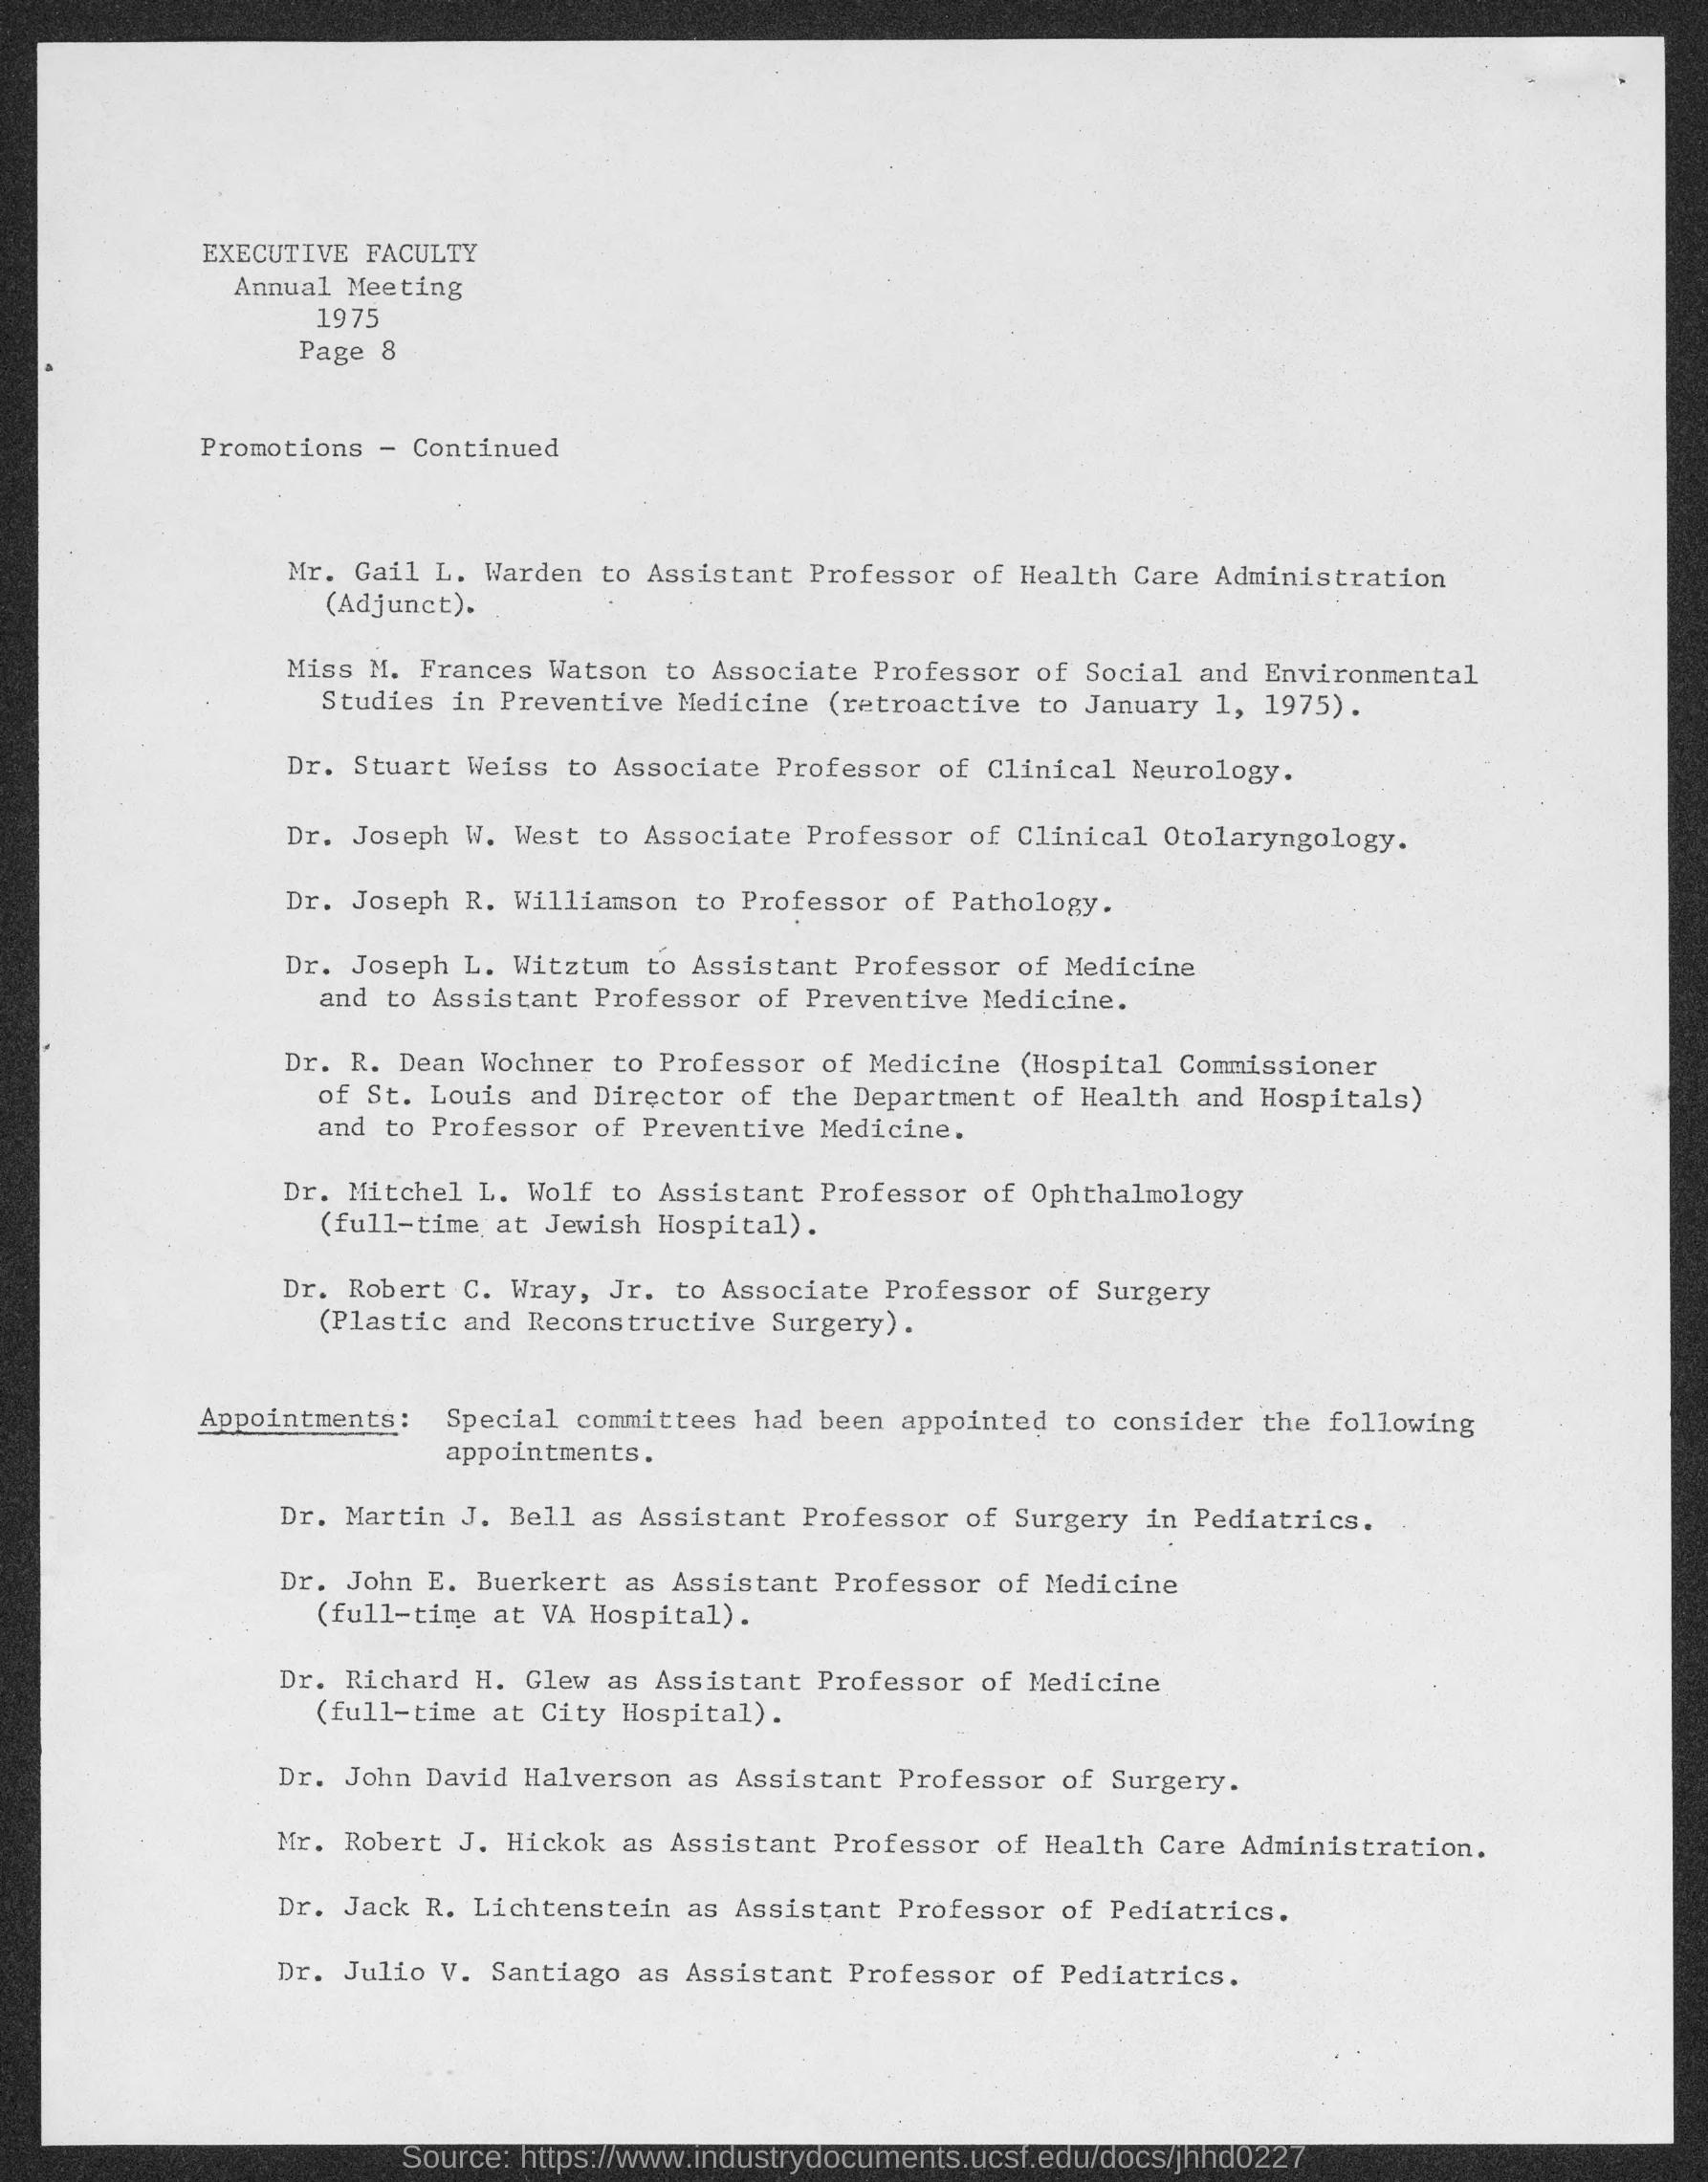 EXECUTIVE FACULTY
Annual Meeting
1975
Page 8
Promotions - Continued
Mr. Gail L. Warden to Assistant Professor of Health Care Administration
(Adjunct).
Miss M. Frances Watson to Associate Professor of Social and Environmental
Studies in Preventive Medicine (retroactive to January 1, 1975).
Dr. Stuart Weiss to Associate Professor of Clinical Neurology.
Dr. Joseph W. West to Associate Professor of Clinical Otolaryngology.
Dr. Joseph R. Williamson to Professor of Pathology.
Dr. Joseph L. Witztum to Assistant Professor of Medicine
and to Assistant Professor of Preventive Medicine.
Dr. R. Dean Wochner to Professor of Medicine (Hospital Commissioner
of St. Louis and Director of the Department of Health and Hospitals)
and to Professor of Preventive Medicine.
Dr. Mitchel L. Wolf to Assistant Professor of Ophthalmology
(full-time at Jewish Hospital).
Dr. Robert C. Wray, Jr. to Associate Professor of Surgery
(Plastic and Reconstructive Surgery).
Appointments: Special committees had been appointed to consider the following
appointments.
Dr. Martin J. Bell as Assistant Professor of Surgery in Pediatrics.
Dr. John E. Buerkert as Assistant Professor of Medicine
(full-time at VA Hospital).
Dr. Richard H. Glew as Assistant Professor of Medicine
(full-time at City Hospital).
Dr. John David Halverson as Assistant Professor of Surgery.
Mr. Robert J. Hickok as Assistant Professor of Health Care Administration.
Dr. Jack R. Lichtenstein as Assistant Professor of Pediatrics.
Dr. Julio V. Santiago as Assistant Professor of Pediatrics.
Source: https://www.industrydocuments.ucsf.edu/docs/jhhd0227